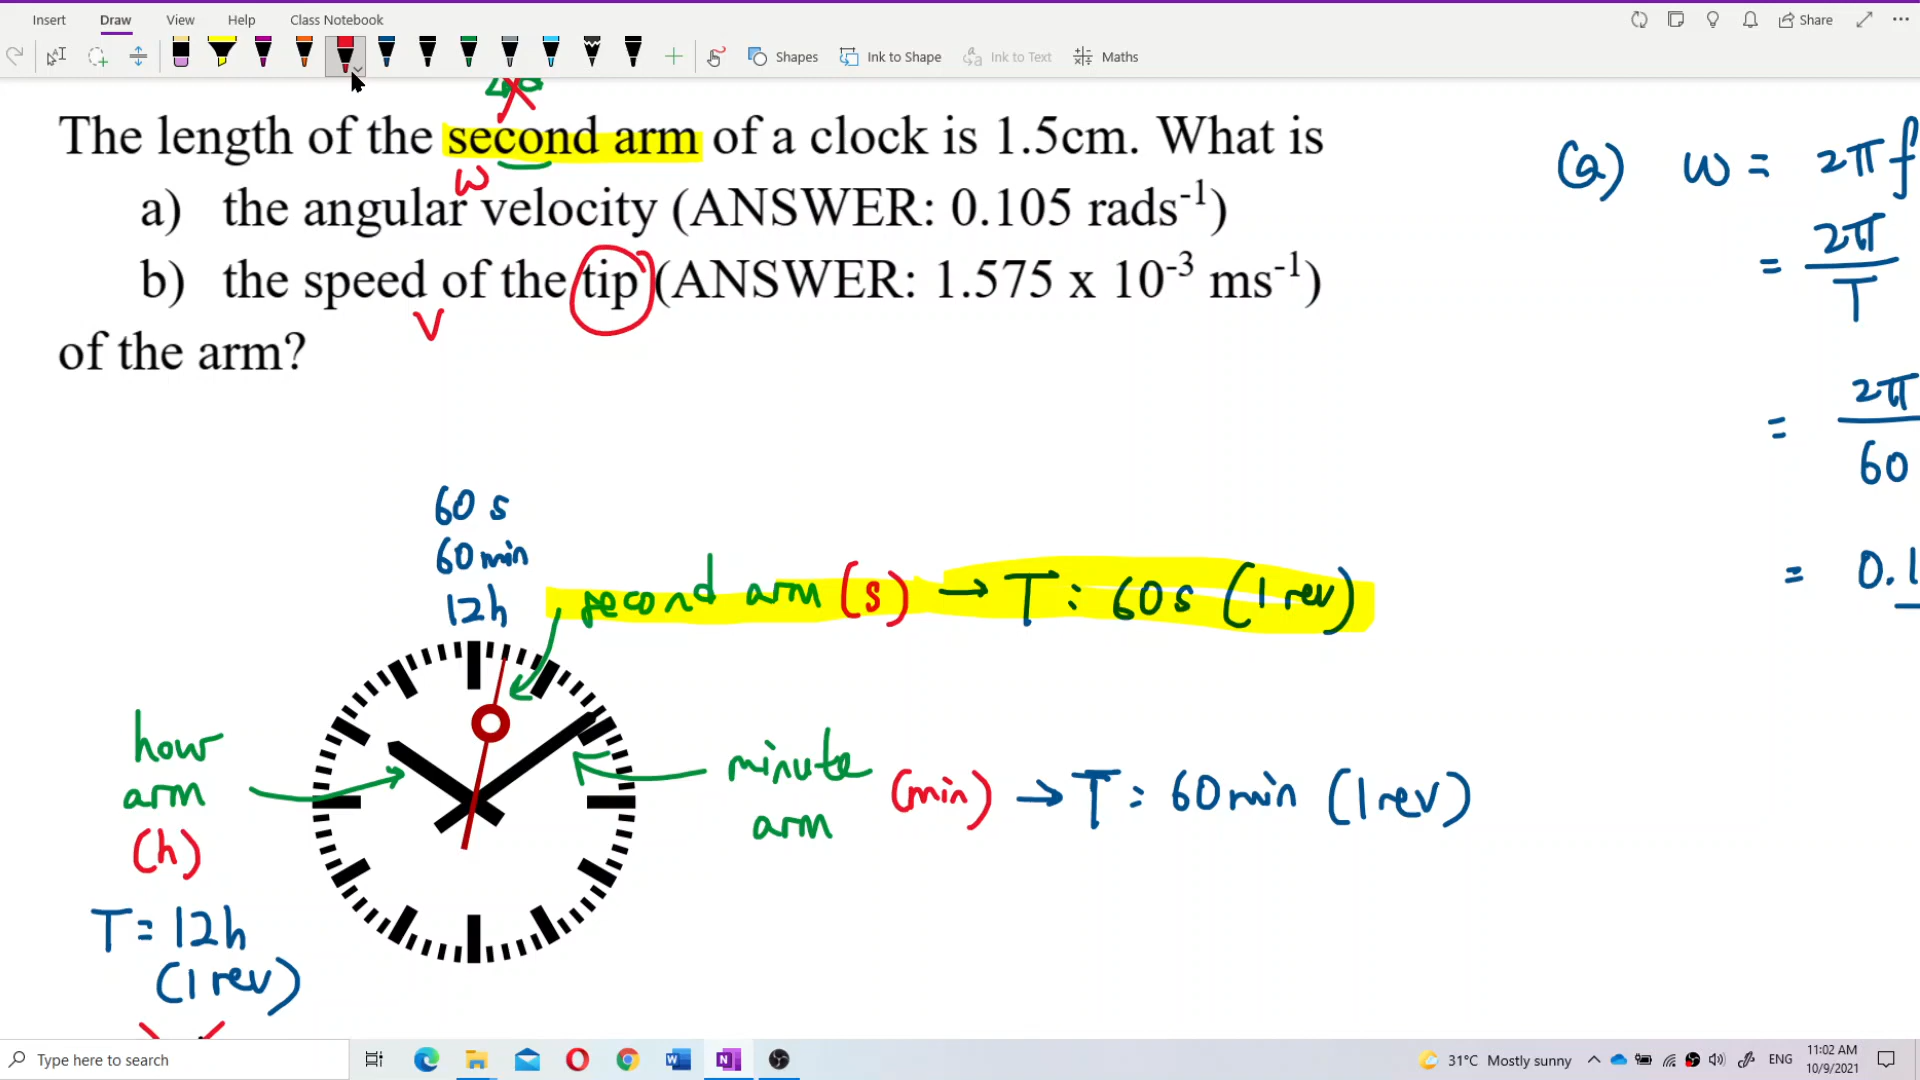 Insert Draw View Help Class Notebook Share
Shapes Ink to Shape Ink to Text Maths
The length of the second arm of a clock is 1.5cm. What is
ω
a) the angular velocity (ANSWER: 0.105 rads⁻¹)
b) the speed of the tip (ANSWER: 1.575 x 10⁻³ ms⁻¹)
v
of the arm?
(a) ω = 2πf
= 2π/T
= 2π/60
= 0.1
60 s
60 min
12h
second arm (s) → T: 60s (1 rev)
minute
arm
(min) → T: 60min (1 rev)
hour
arm
(h)
T = 12h
(1 rev)
Type here to search
31°C Mostly sunny
ENG
11:02 AM
10/9/2021